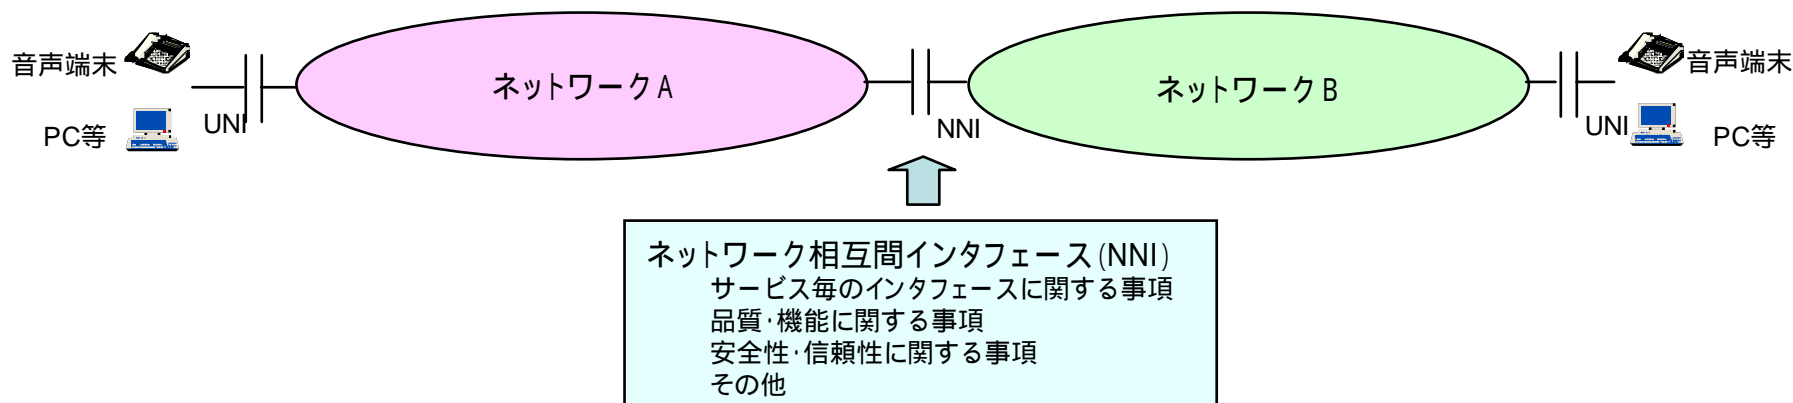 音声端末
ネットワークA
ネットワークB
音声端末
PC等
UNI
NNI
UNI
PC等
ネットワーク相互間インタフェース(NNI)
サービス毎のインタフェースに関する事項
品質・機能に関する事項
安全性・信頼性に関する事項
その他